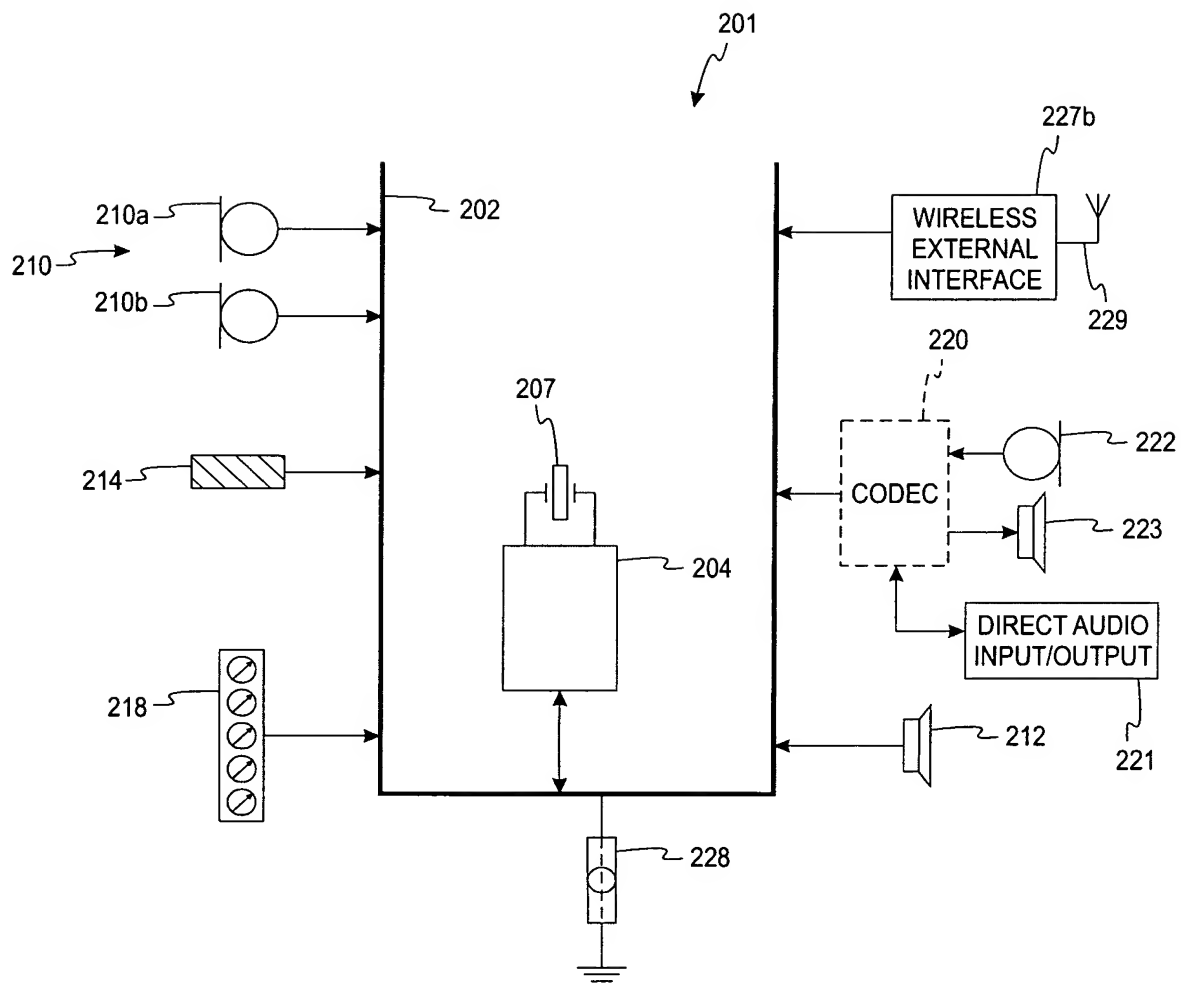 201
227b
210a
202
WIRELESS
EXTERNAL
INTERFACE
210
210b
229
220
207
222
214
CODEC
223
204
DIRECT AUDIO
INPUT/OUTPUT
218
212
221
228